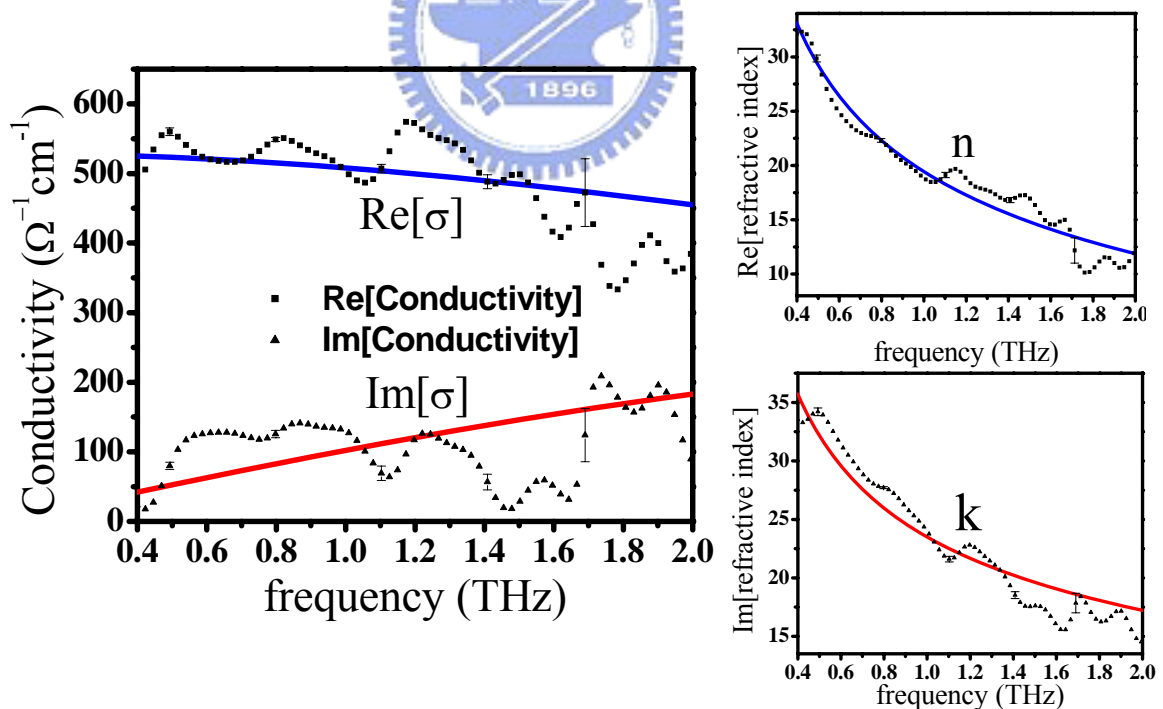 1896
Conductivity (Ω⁻¹cm⁻¹)
600
500
400
300
200
100
0
Re[σ]
Re[Conductivity]
Im[Conductivity]
Im[σ]
0.4 0.6 0.8 1.0 1.2 1.4 1.6 1.8 2.0
frequency (THz)
Re[refractive index]
30
25
20
15
10
n
0.4 0.6 0.8 1.0 1.2 1.4 1.6 1.8 2.0
frequency (THz)
Im[refractive index]
35
30
25
20
15
k
0.4 0.6 0.8 1.0 1.2 1.4 1.6 1.8 2.0
frequency (THz)